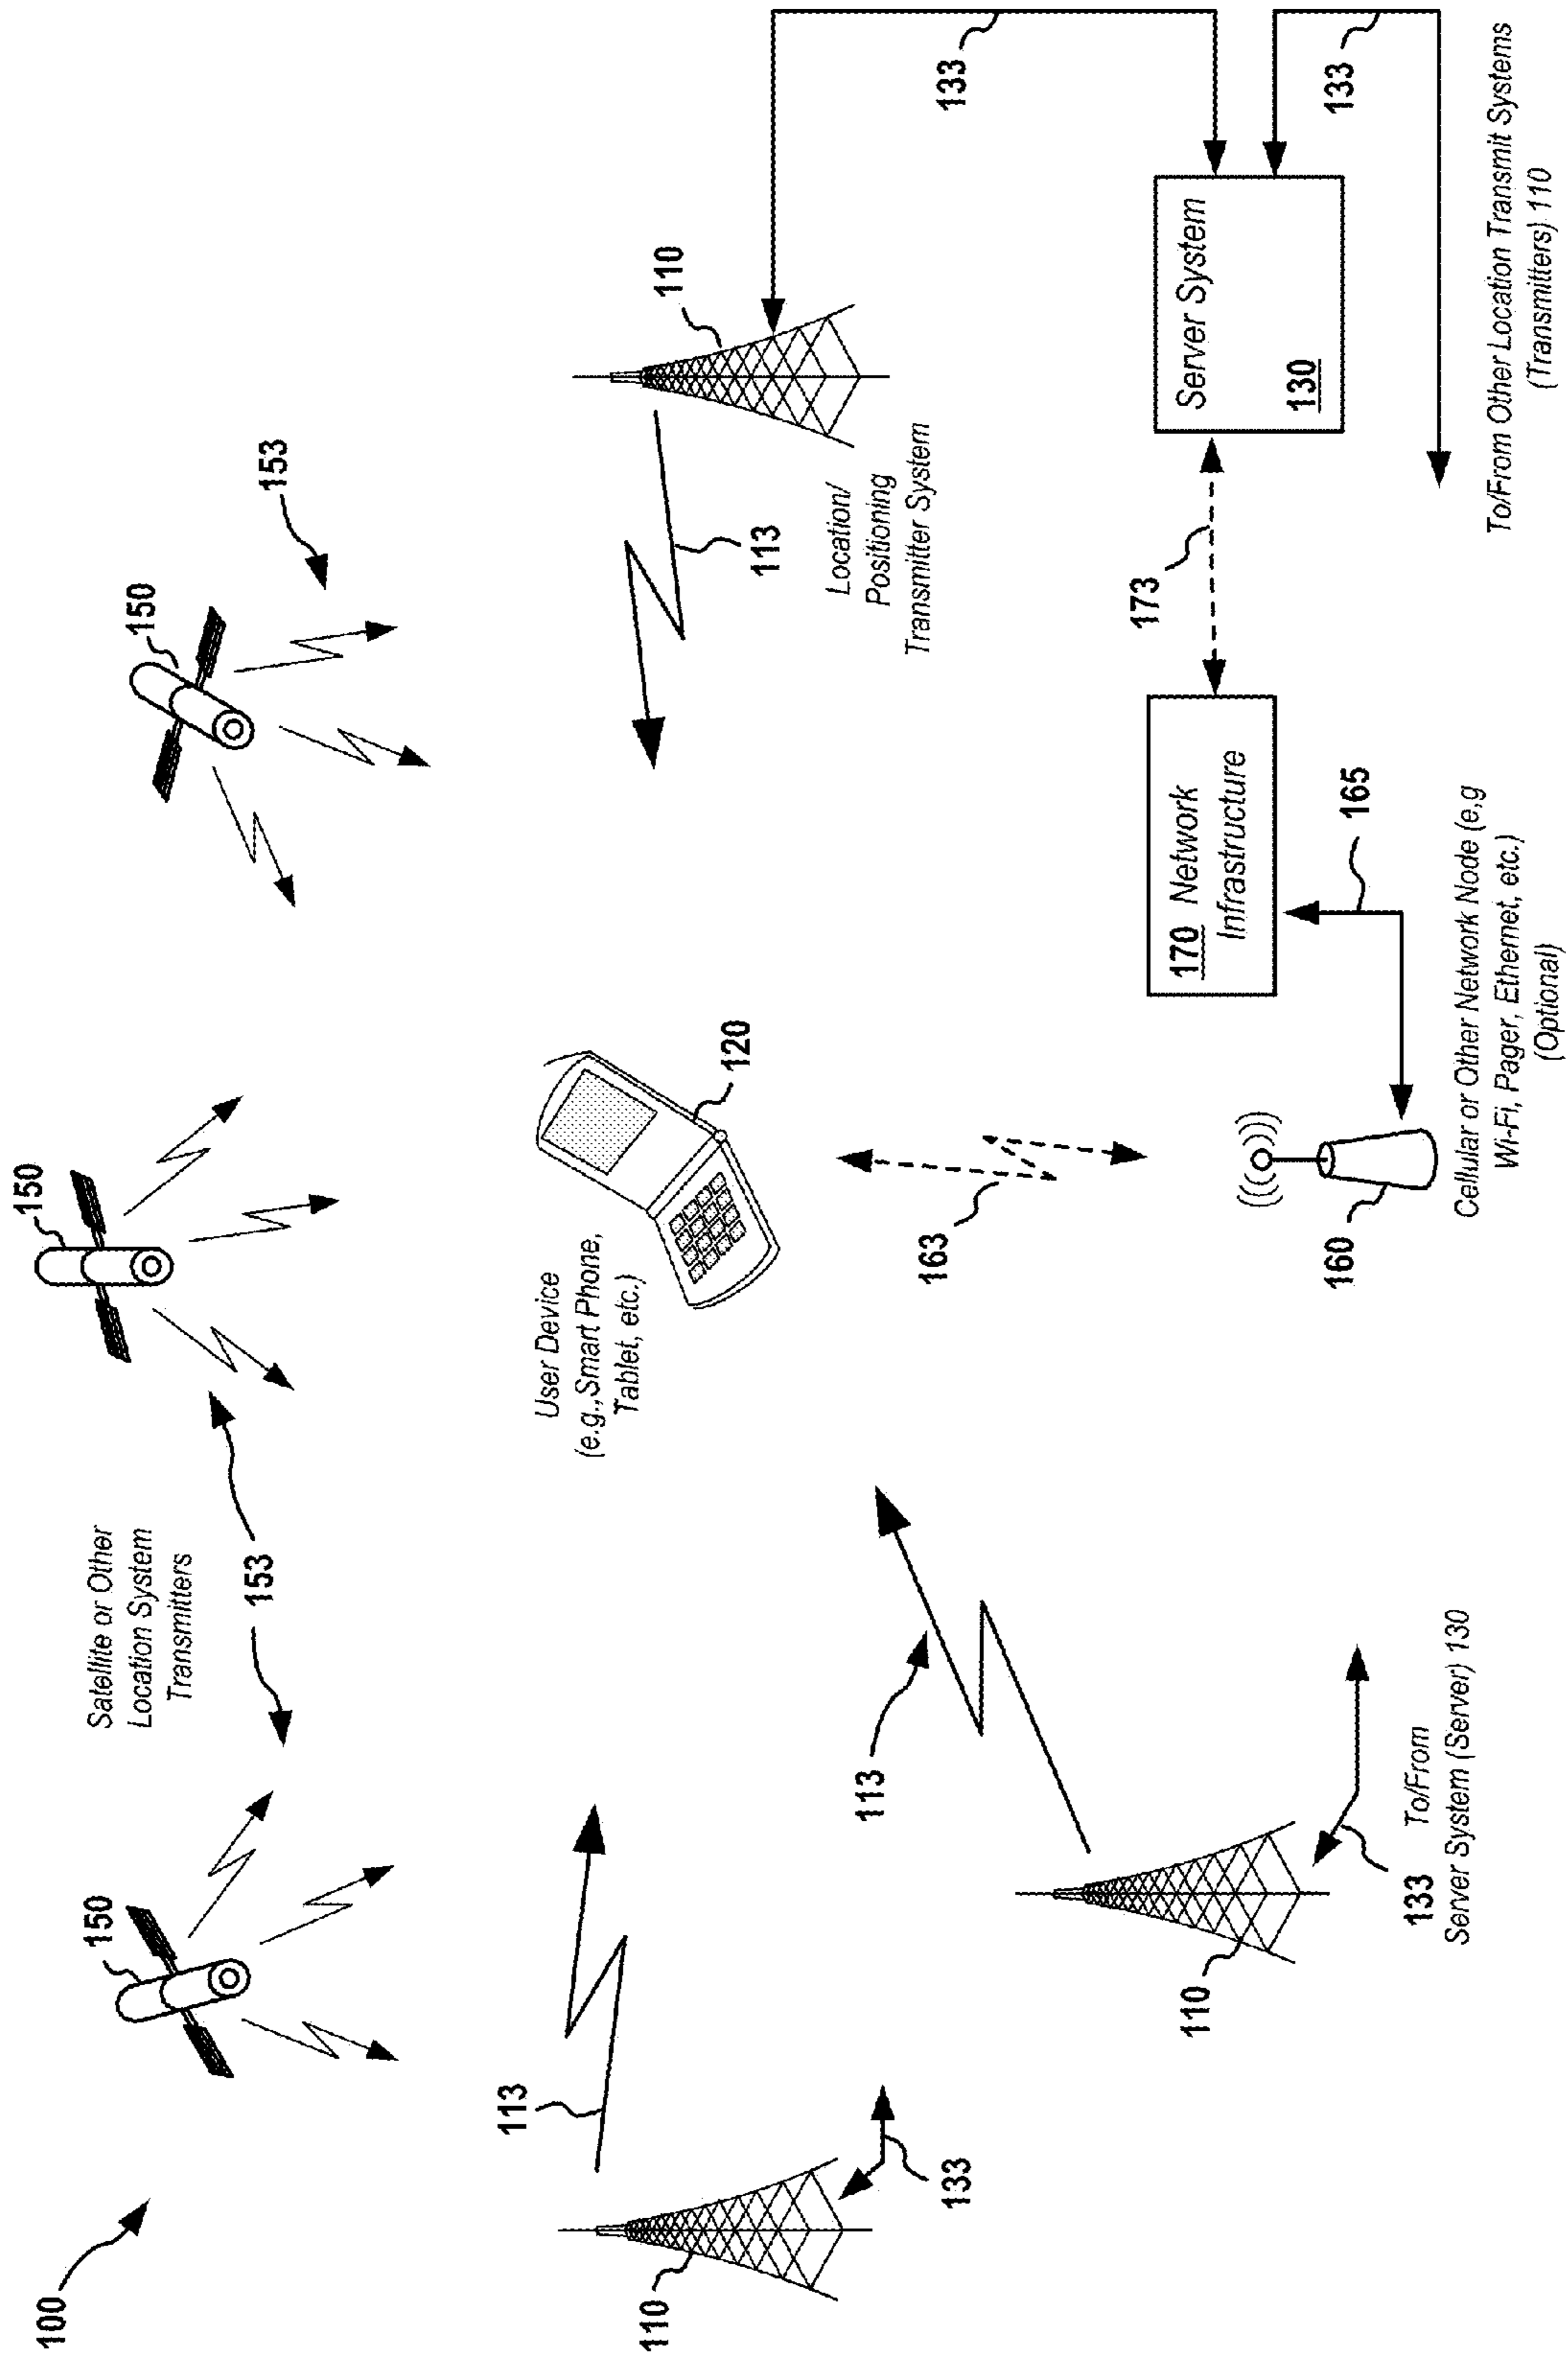 100
150
150
150
153
153
Satellite or Other
Location System
Transmitters
113
110
133
User Device
(e.g.,Smart Phone,
Tablet, etc.)
120
110
113
Location/
Positioning
Transmitter System
113
110
133
To/From
Server System (Server) 130
163
160
Cellular or Other Network Node (e,g
Wi-Fi, Pager, Ethernet, etc.)
(Optional)
165
170 Network
Infrastructure
173
Server System
130
133
133
To/From Other Location Transmit Systems
(Transmitters) 110